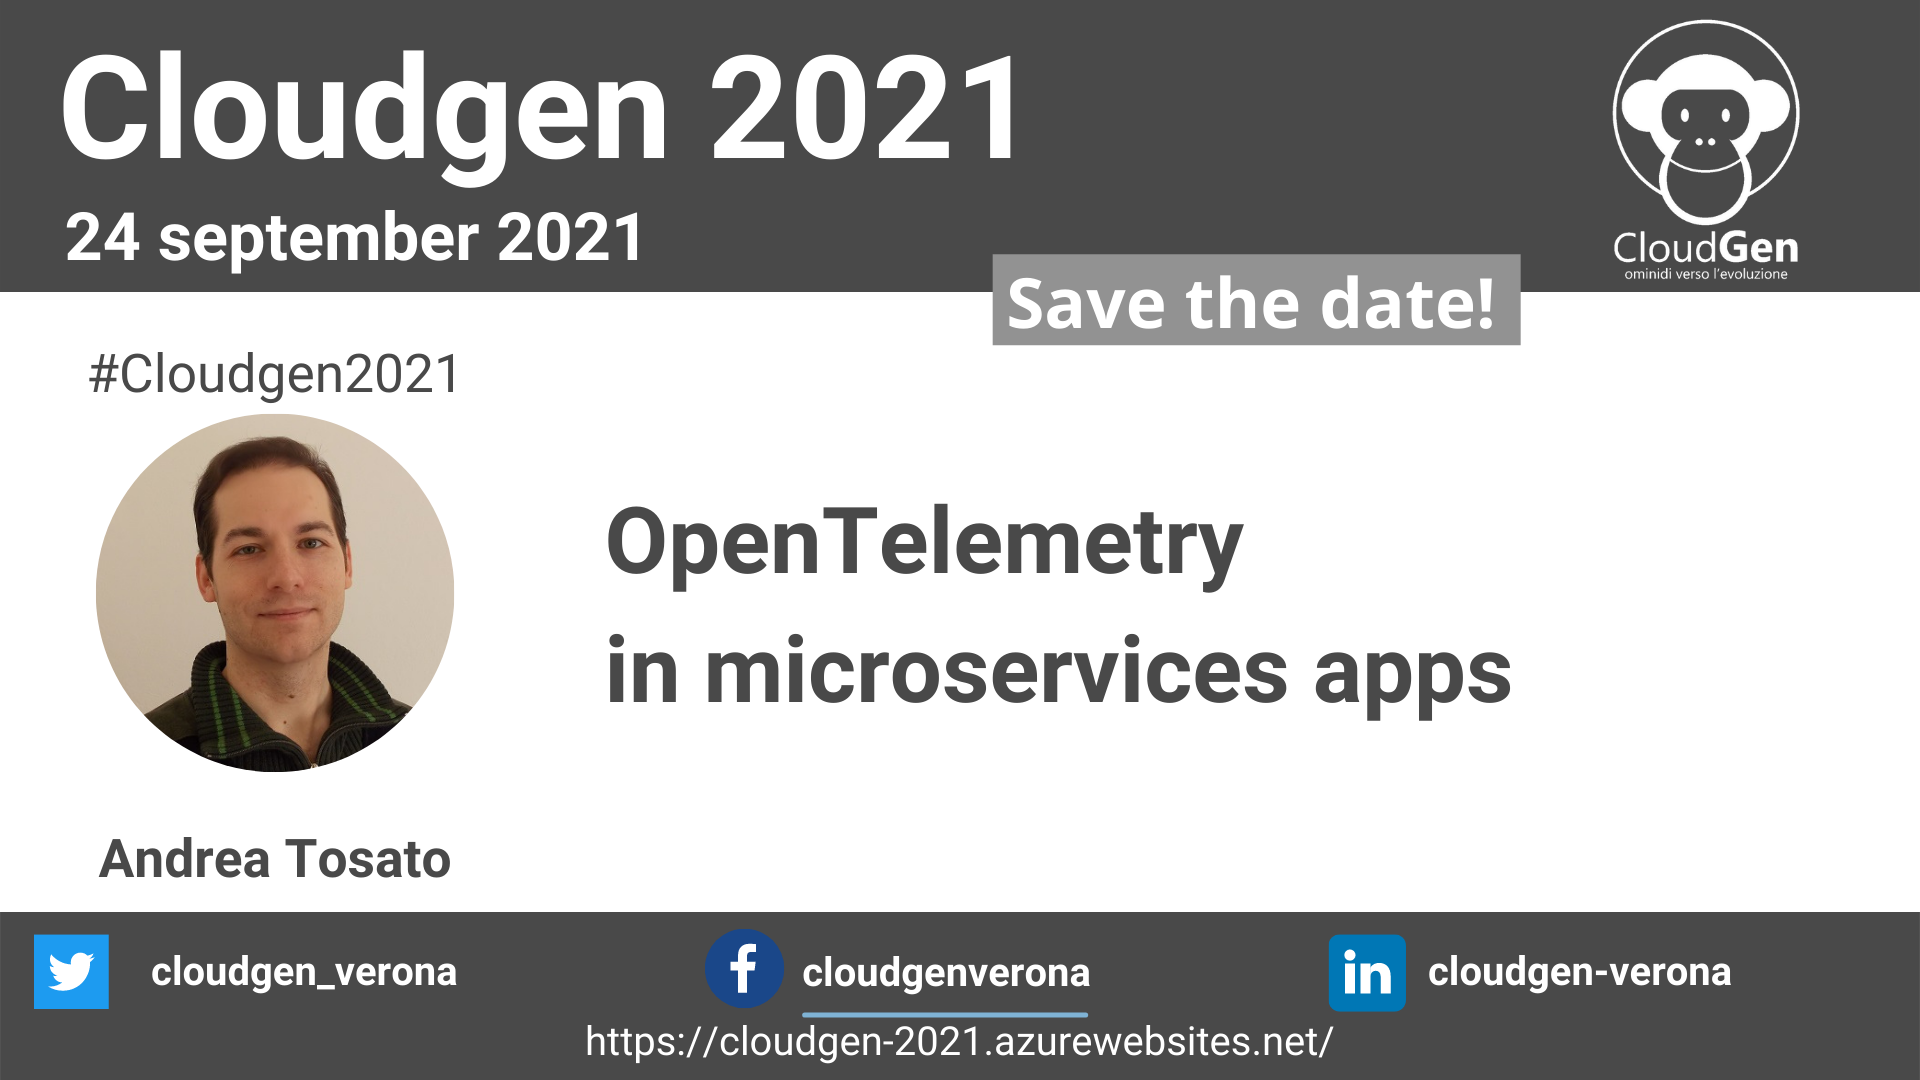 Cloudgen 2021
24 september 2021
CloudGen
ominidi verso l'evoluzione
Save the date!
#Cloudgen2021
OpenTelemetry
in microservices apps
Andrea Tosato
cloudgen_verona
cloudgenverona
cloudgen-verona
https://cloudgen-2021.azurewebsites.net/